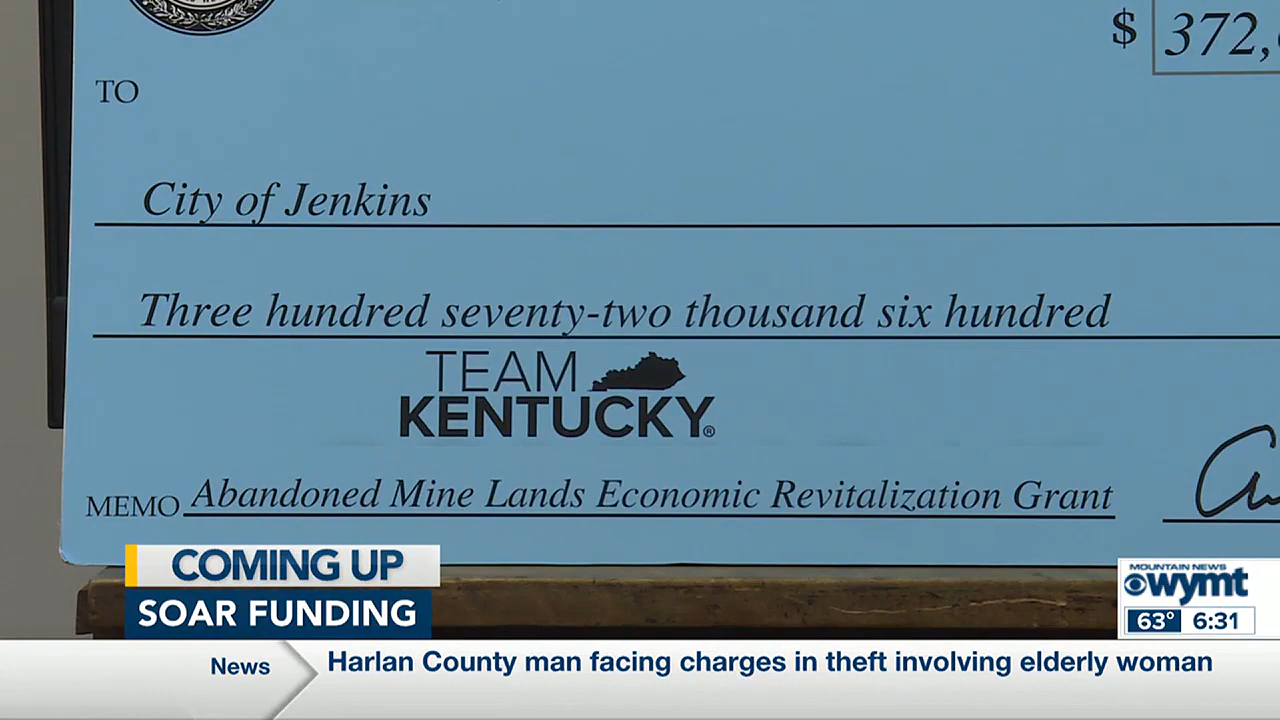 $ 372,
TO
City of Jenkins
Three hundred seventy-two thousand six hundred
TEAM
KENTUCKY®
MEMO Abandoned Mine Lands Economic Revitalization Grant
COMING UP
SOAR FUNDING
MOUNTAIN NEWS
wymt
63° 6:31
News Harlan County man facing charges in theft involving elderly woman